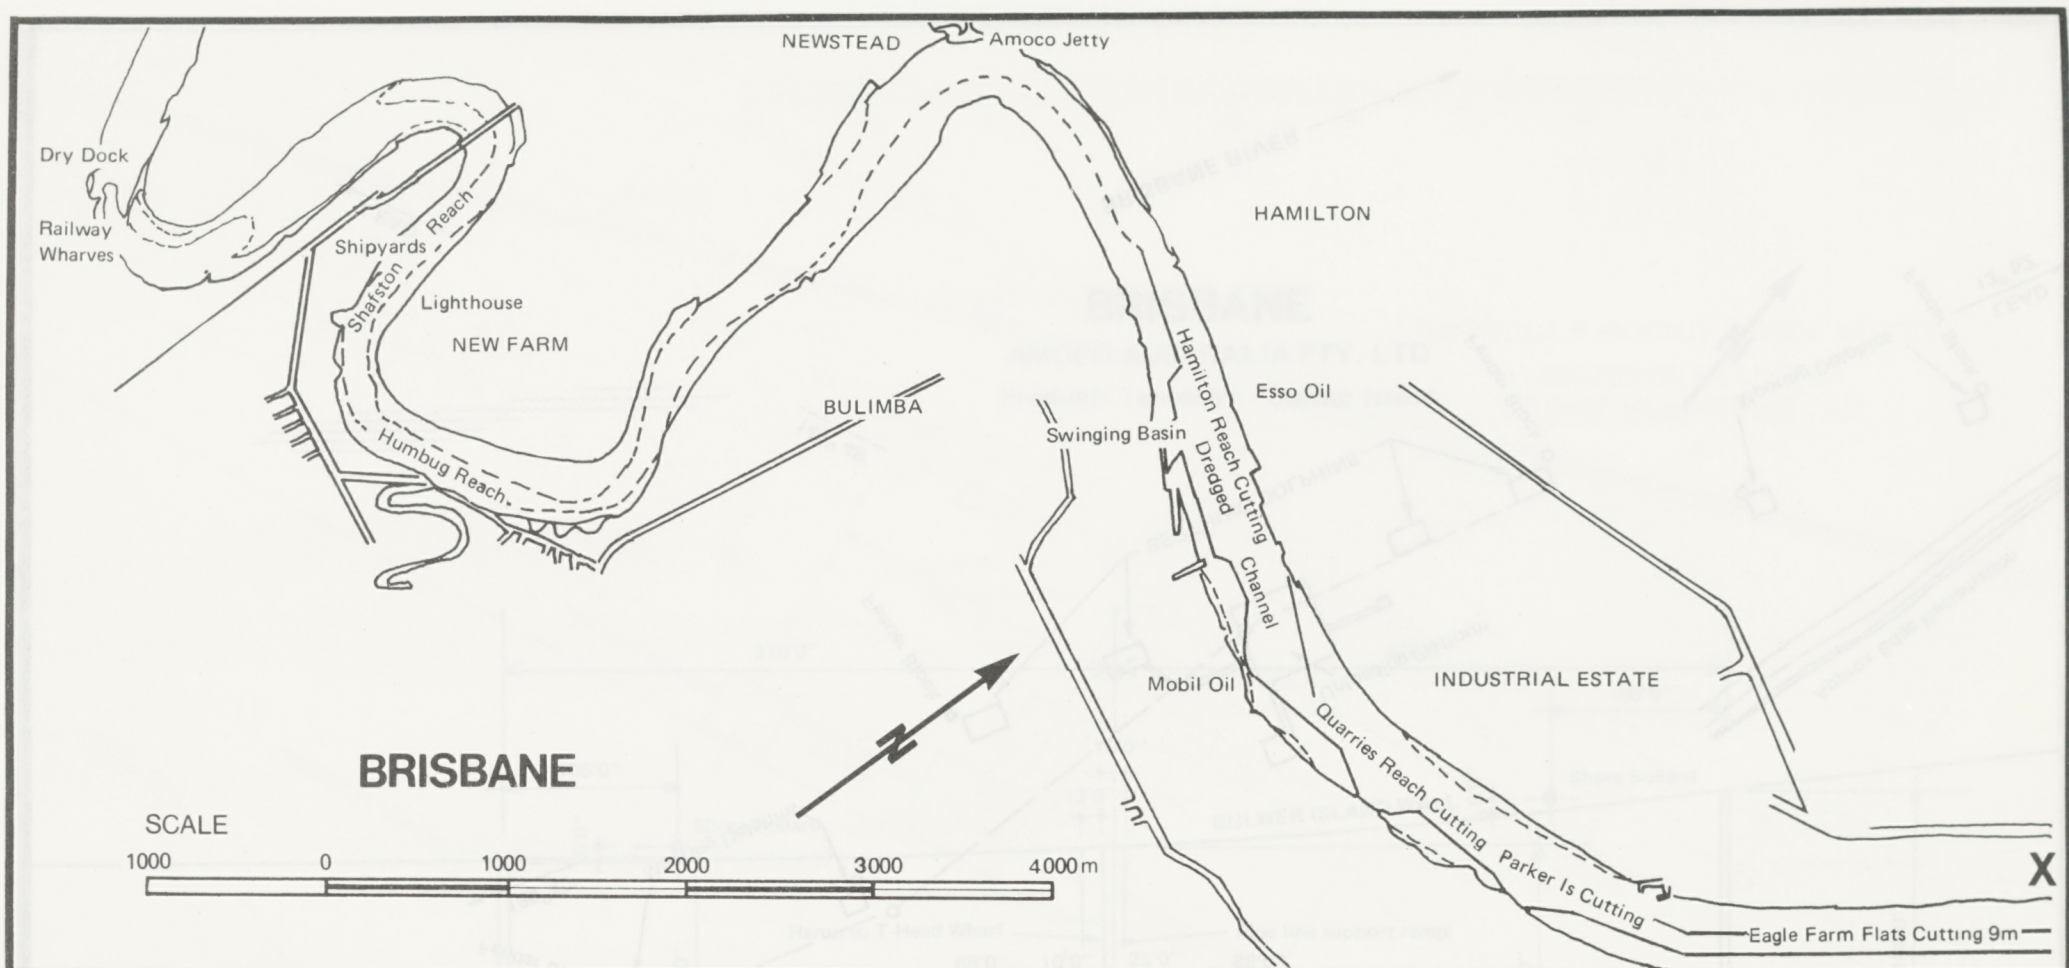 NEWSTEAD
Amoco Jetty
Dry Dock
Railway
Wharves
Shipyards
Shafston Reach
Lighthouse
NEW FARM
HAMILTON
BULIMBA
Humbug Reach
Esso Oil
Swinging Basin
Hamilton Reach Cutting
Dredged
Channel
Mobil Oil
INDUSTRIAL ESTATE
Quarries Reach Cutting
Parker Is Cutting
Eagle Farm Flats Cutting 9m
X
N
BRISBANE
SCALE
1000 0 1000 2000 3000 4000m